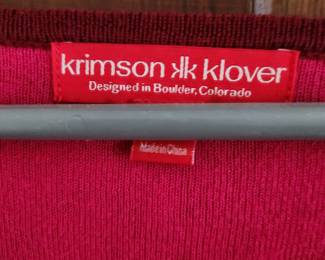 krimson kk klover
Designed in Boulder, Colorado
Made in China